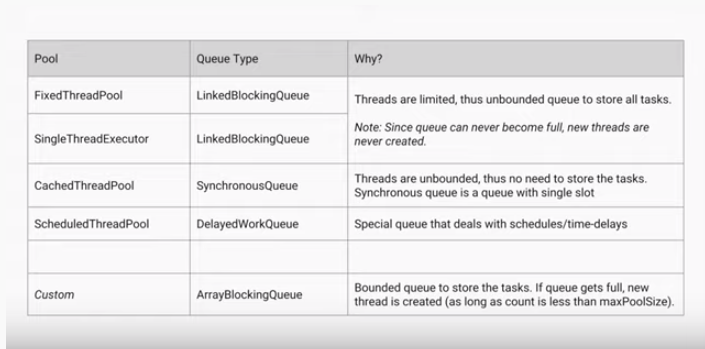 Pool
Queue Type
Why?
FixedThreadPool
LinkedBlockingQueue
Threads are limited, thus unbounded queue to store all tasks.
Note: Since queue can never become full, new threads are
never created.
SingleThreadExecutor
LinkedBlockingQueue
CachedThreadPool
SynchronousQueue
Threads are unbounded, thus no need to store the tasks.
Synchronous queue is a queue with single slot
ScheduledThreadPool
DelayedWorkQueue
Special queue that deals with schedules/time-delays
Custom
ArrayBlockingQueue
Bounded queue to store the tasks. If queue gets full, new
thread is created (as long as count is less than maxPoolSize).